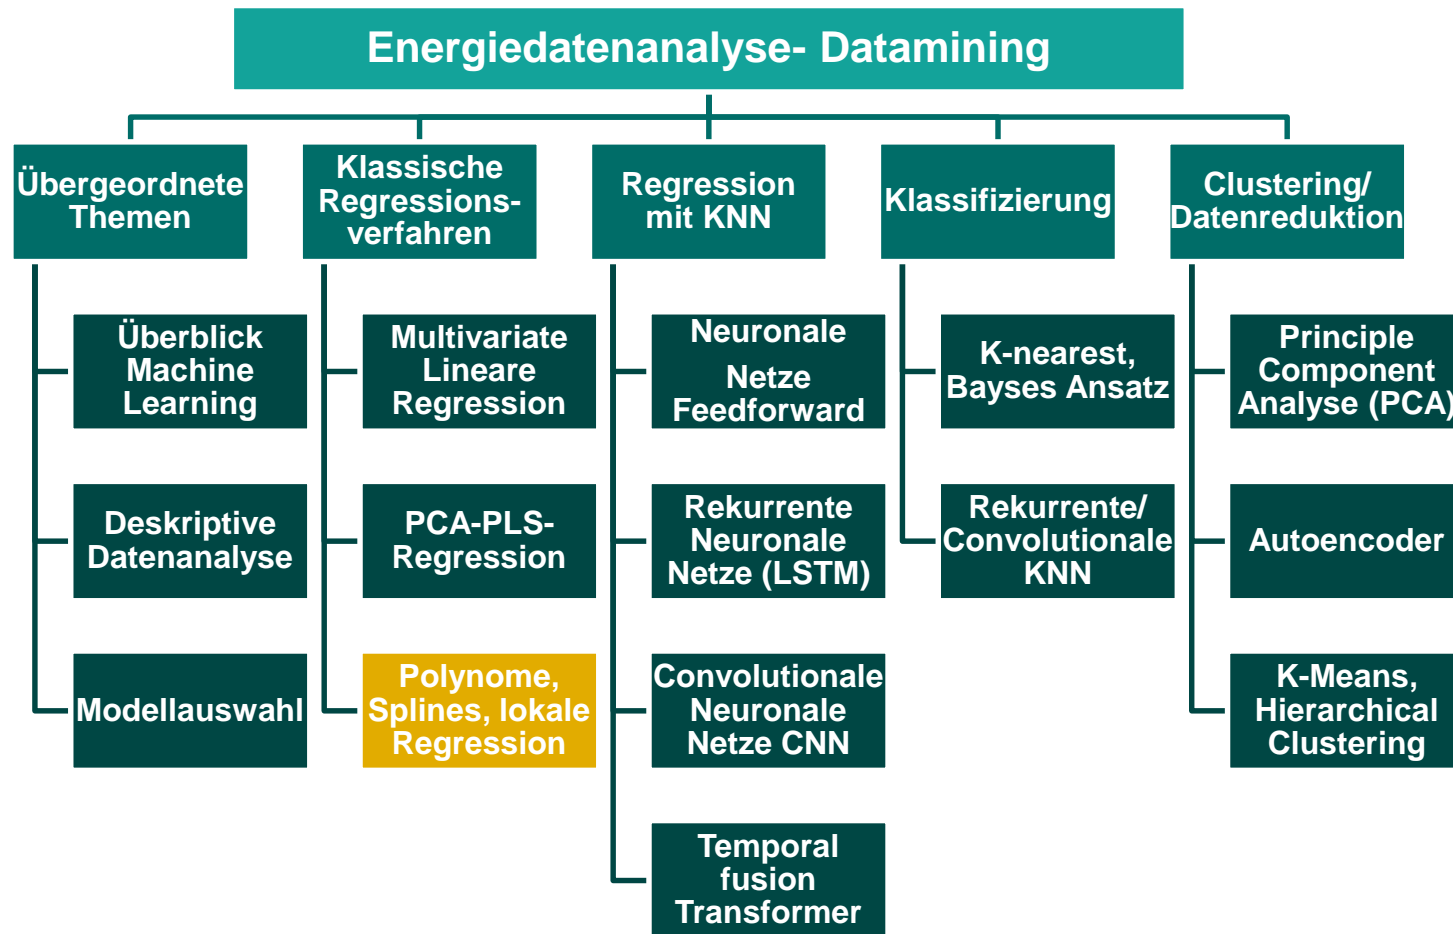 Energiedatenanalyse- Datamining
Übergeordnete
Themen
Überblick
Machine
Learning
Deskriptive
Datenanalyse
Modellauswahl
Klassische
Regressions-
verfahren
Multivariate
Lineare
Regression
PCA-PLS-
Regression
Polynome,
Splines, lokale
Regression
Regression
mit KNN
Neuronale
Netze
Feedforward
Rekurrente
Neuronale
Netze (LSTM)
Convolutionale
Neuronale
Netze CNN
Temporal
fusion
Transformer
Klassifizierung
K-nearest,
Bayses Ansatz
Rekurrente/
Convolutionale
KNN
Clustering/
Datenreduktion
Principle
Component
Analyse (PCA)
Autoencoder
K-Means,
Hierarchical
Clustering